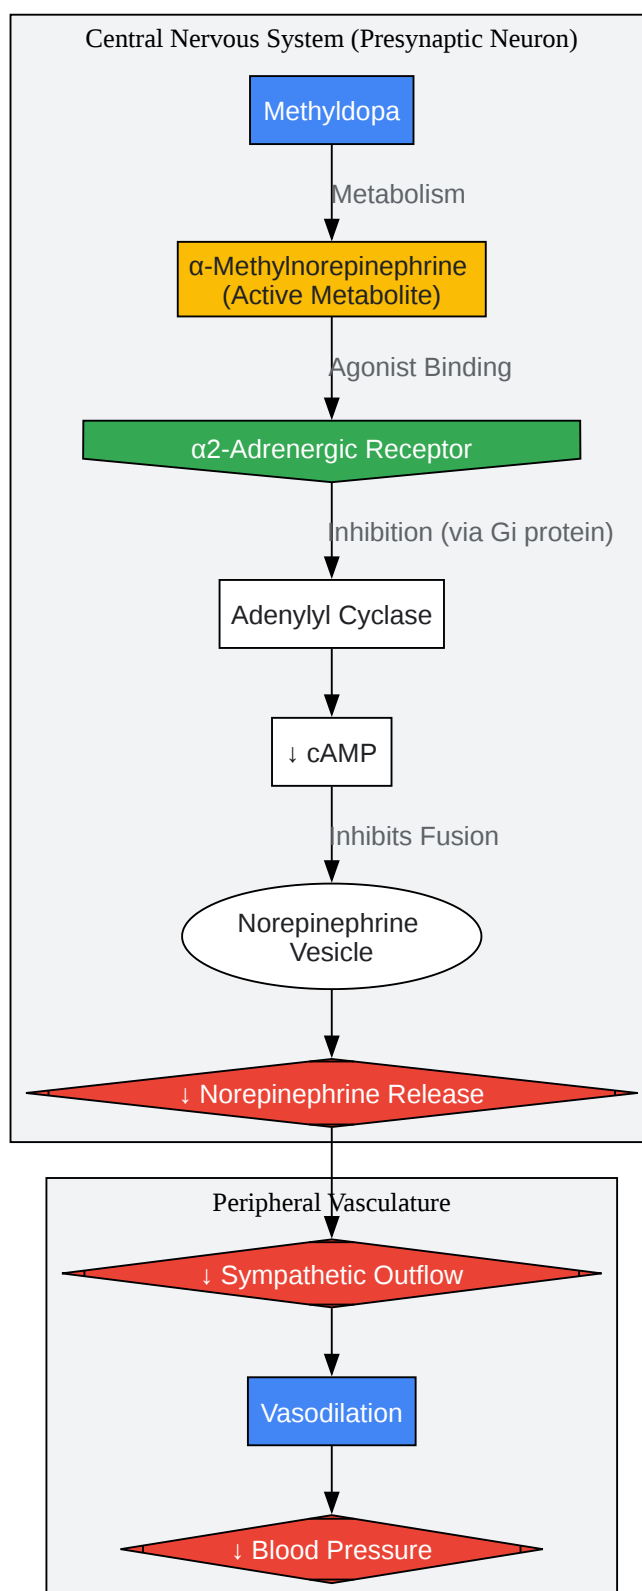 Central Nervous System (Presynaptic Neuron)
Methyldopa
Metabolism
α-Methylnorepinephrine
(Active Metabolite)
Agonist Binding
α2-Adrenergic Receptor
Inhibition (via Gi protein)
Adenylyl Cyclase
↓ cAMP
Inhibits Fusion
Norepinephrine
Vesicle
↓ Norepinephrine Release
Peripheral Vasculature
↓ Sympathetic Outflow
Vasodilation
↓ Blood Pressure